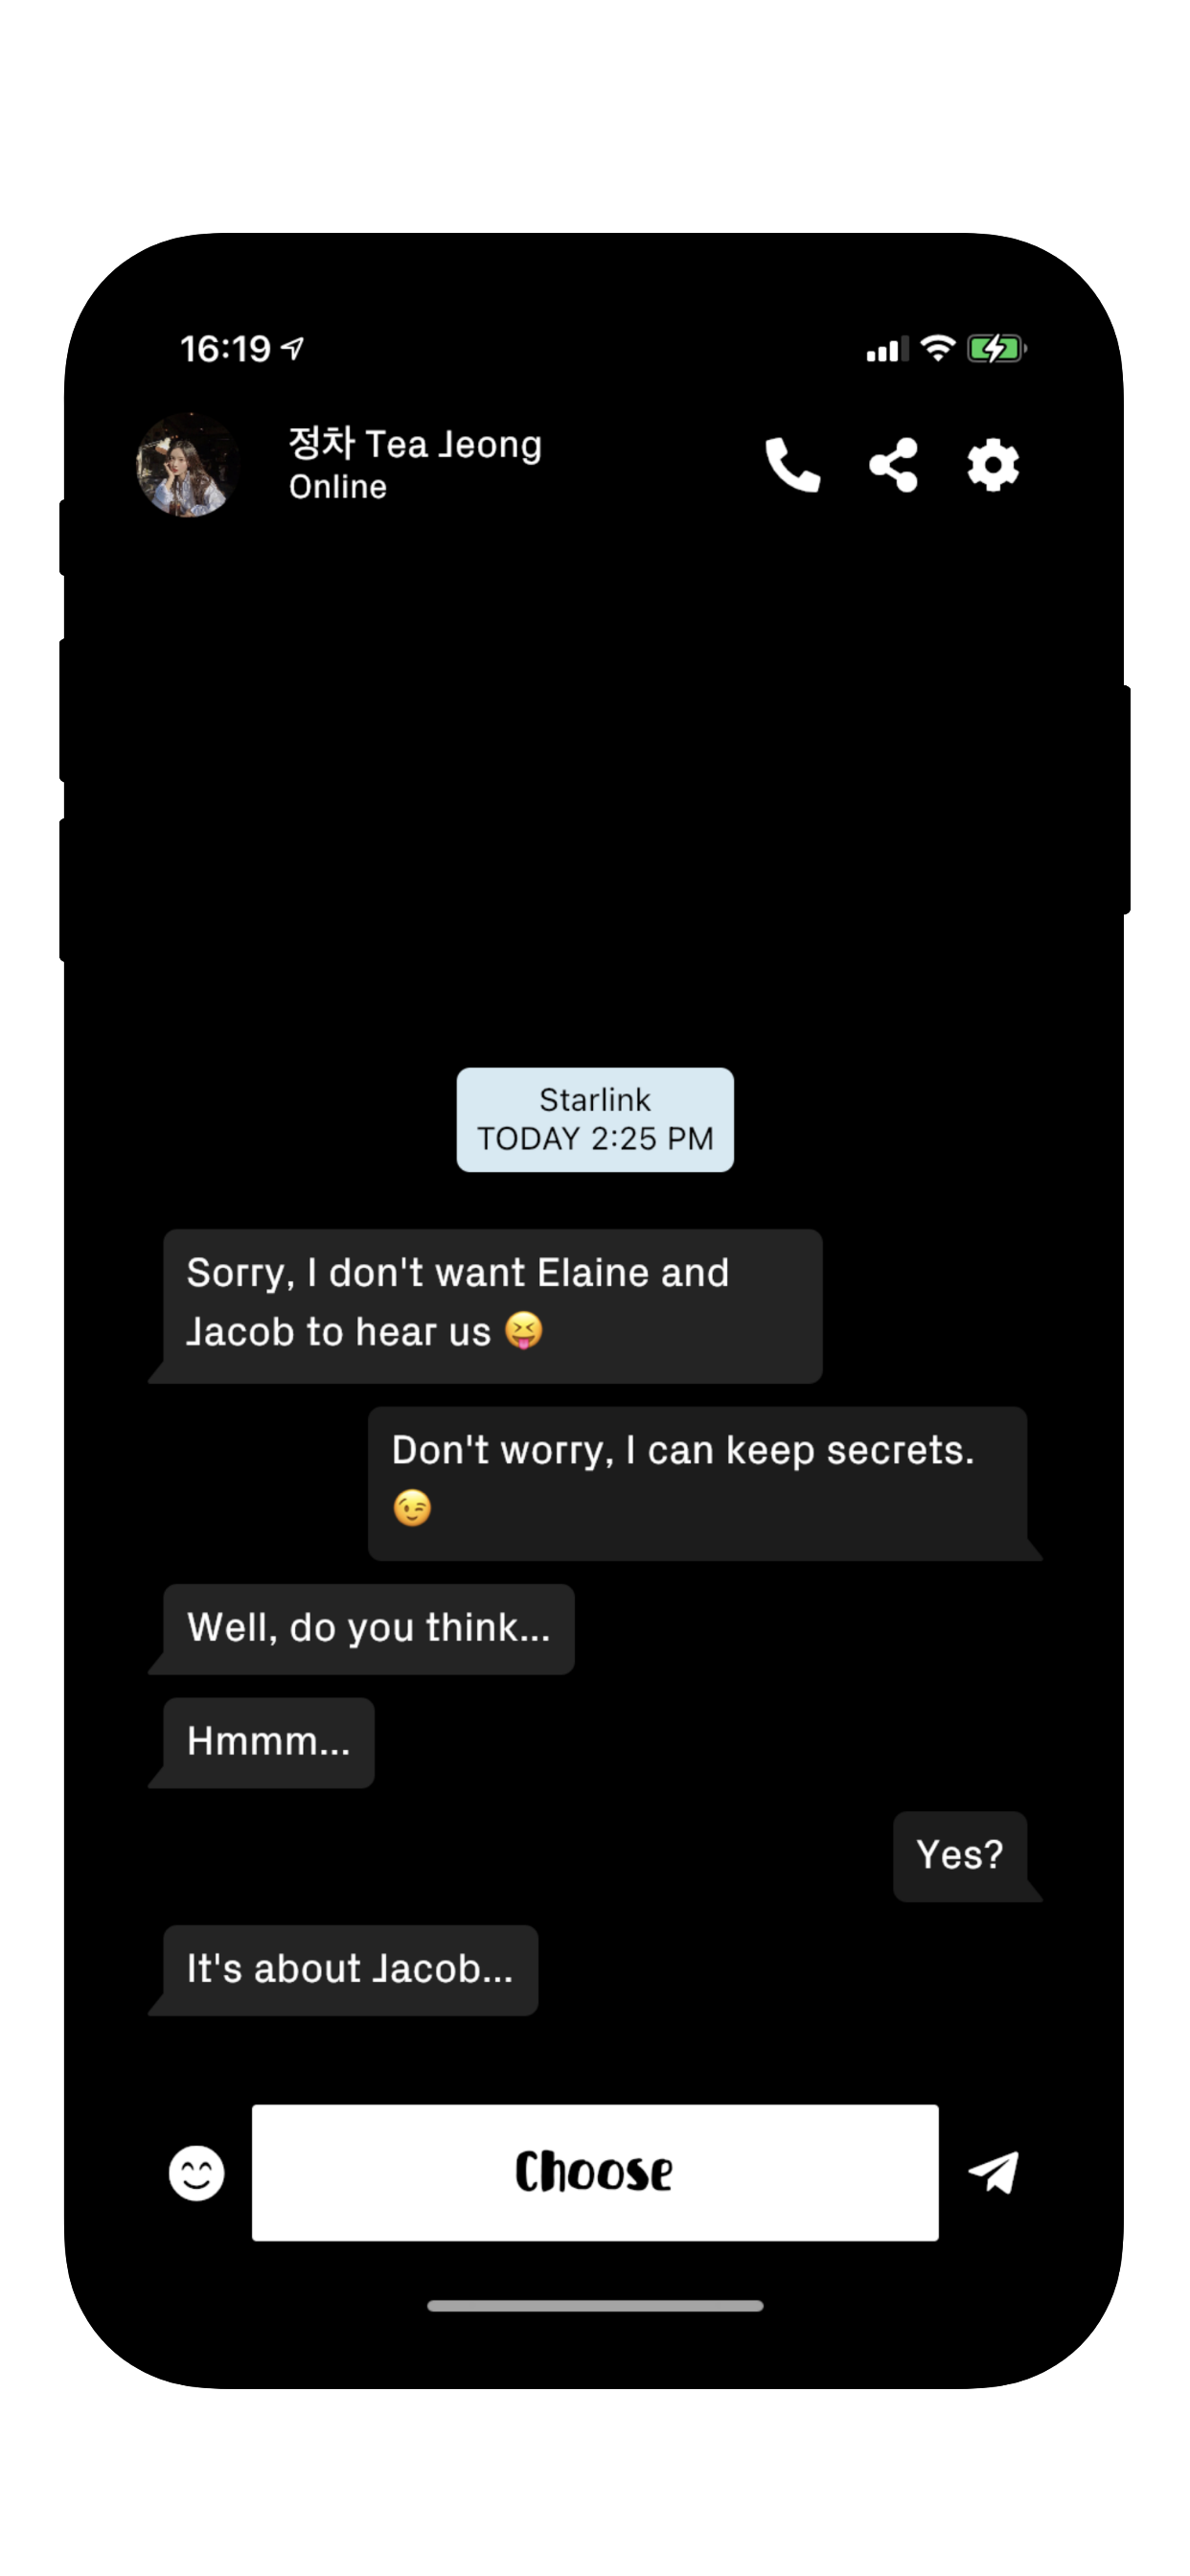 16:19
정차 Tea Jeong
Online
Starlink
TODAY 2:25 PM
Sorry, I don't want Elaine and
Jacob to hear us 😝
Don't worry, I can keep secrets.
😉
Well, do you think...
Hmmm...
Yes?
It's about Jacob...
Choose